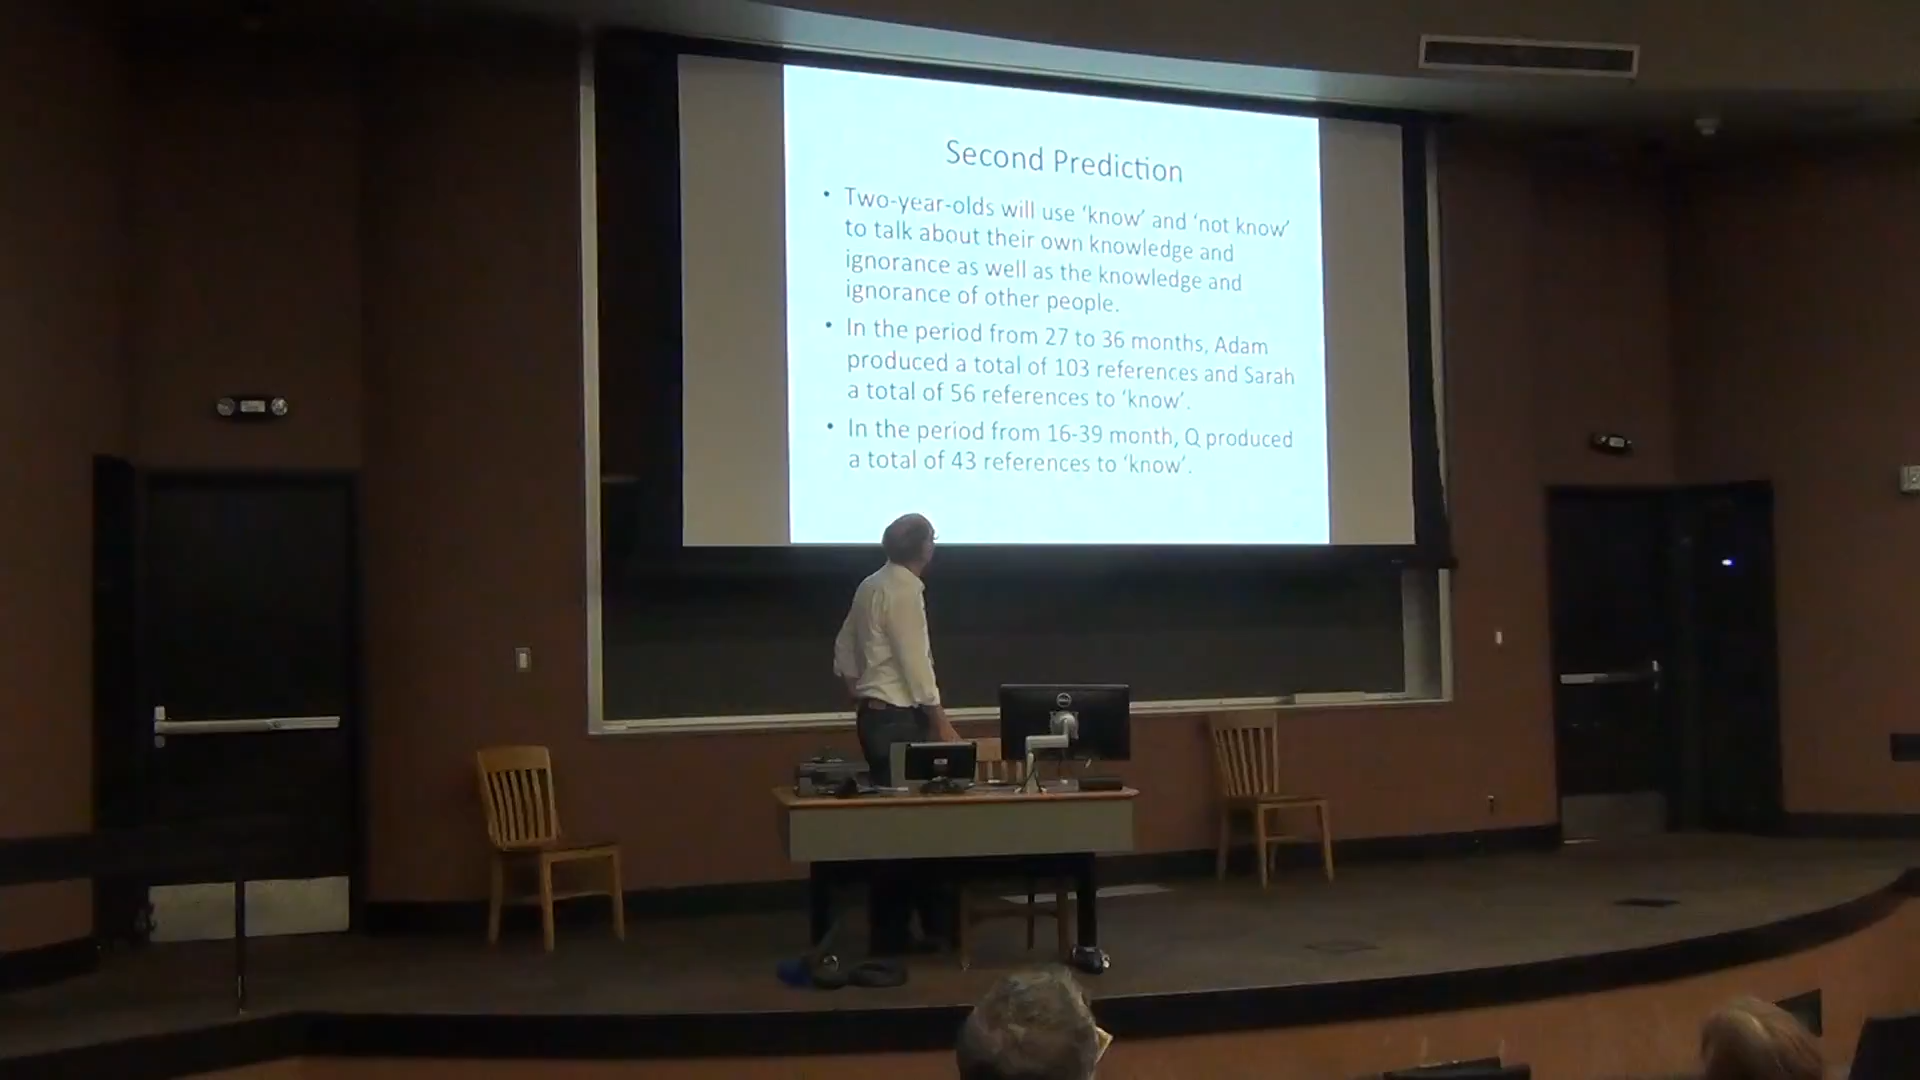 Second Prediction
• Two-year-olds will use ‘know’ and ‘not know’
to talk about their own knowledge and
ignorance as well as the knowledge and
ignorance of other people.
• In the period from 27 to 36 months, Adam
produced a total of 103 references and Sarah
a total of 56 references to ‘know’.
• In the period from 16-39 month, Q produced
a total of 43 references to ‘know’.